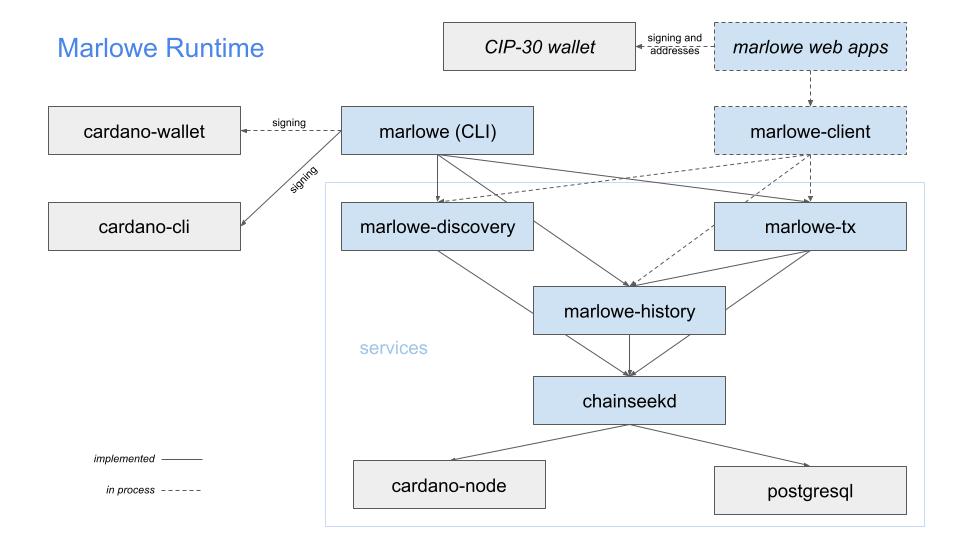 Marlowe Runtime
CIP-30 wallet
signing and
addresses
marlowe web apps
cardano-wallet
signing
marlowe (CLI)
marlowe-client
signing
cardano-cli
marlowe-discovery
marlowe-tx
marlowe-history
services
chainseekd
implemented
in process
cardano-node
postgresql